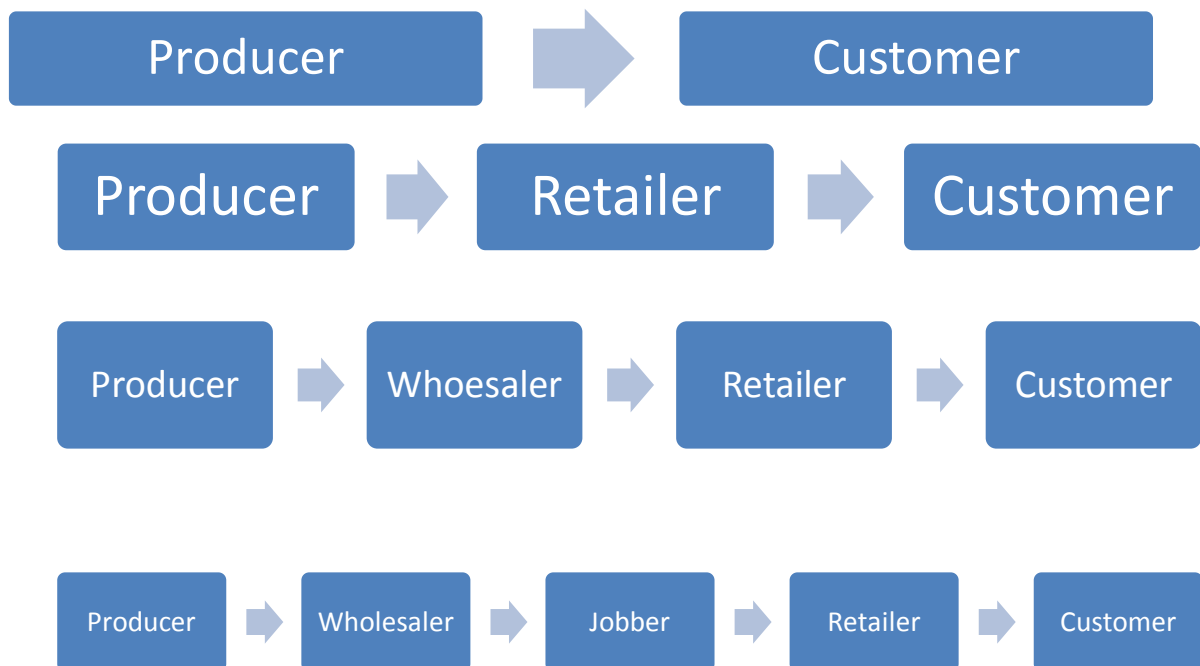 Producer Customer
Producer Retailer Customer
Producer Whoesaler Retailer Customer
Producer Wholesaler Jobber Retailer Customer